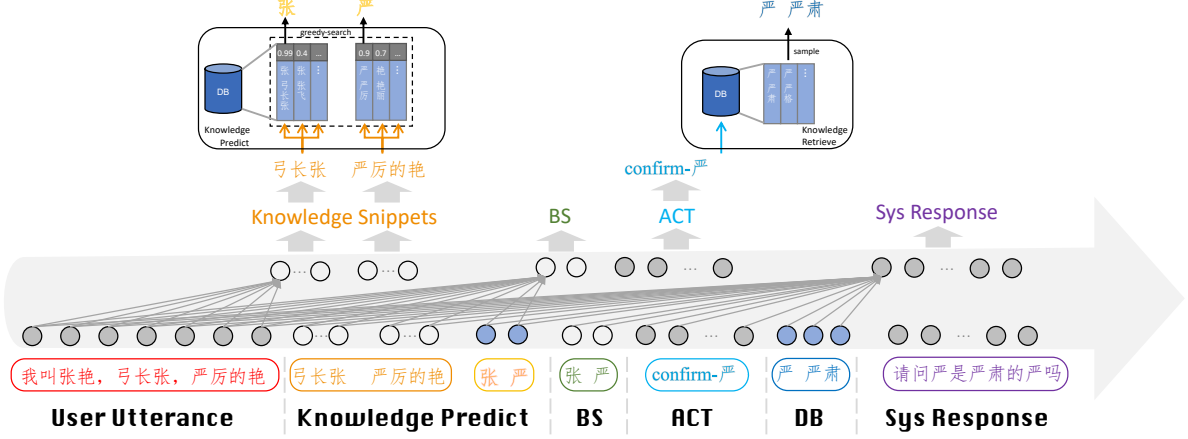 张 严
严 严肃
greedy-search
0.99 0.4 ...
0.9 0.7 ...
sample
DB
张 弓长张
张 张飞
...
严 严厉
艳 艳丽
...
DB
严 严肃
严 严格
...
Knowledge
Predict
Knowledge
Retrieve
弓长张 严厉的艳
confirm-严
Knowledge Snippets
BS
ACT
Sys Response
... ... ... ...
... ... ... ...
我叫张艳，弓长张，严厉的艳
弓长张 严厉的艳
张 严
张 严
confirm-严
严 严肃
请问严是严肃的严吗
User Utterance
Knowledge Predict
BS
ACT
DB
Sys Response